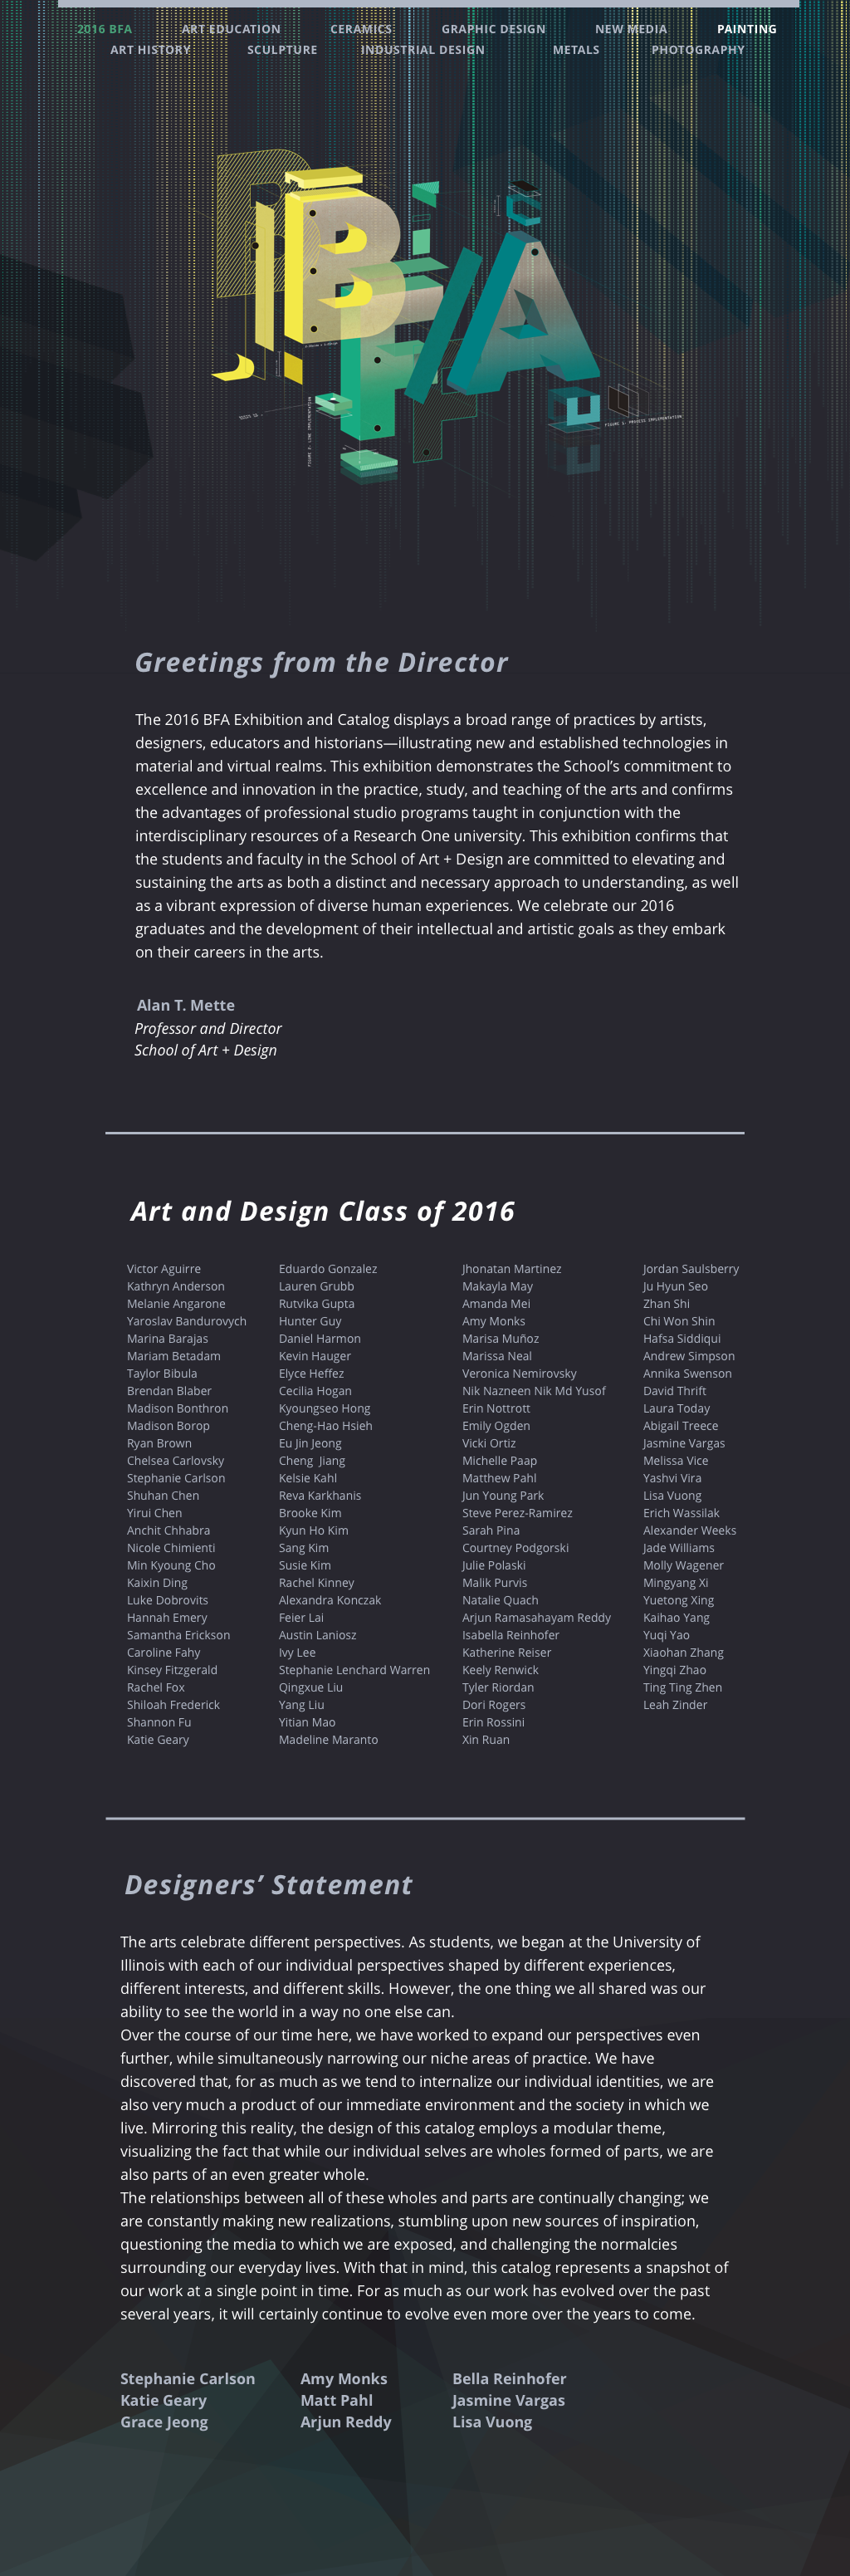 2016 BFA ART EDUCATION CERAMICS GRAPHIC DESIGN NEW MEDIA PAINTING
ART HISTORY SCULPTURE INDUSTRIAL DESIGN METALS PHOTOGRAPHY
BFA
FIGURE 1: PROCESS IMPLEMENTATION
Greetings from the Director
The 2016 BFA Exhibition and Catalog displays a broad range of practices by artists,
designers, educators and historians—illustrating new and established technologies in
material and virtual realms. This exhibition demonstrates the School’s commitment to
excellence and innovation in the practice, study, and teaching of the arts and confirms
the advantages of professional studio programs taught in conjunction with the
interdisciplinary resources of a Research One university. This exhibition confirms that
the students and faculty in the School of Art + Design are committed to elevating and
sustaining the arts as both a distinct and necessary approach to understanding, as well
as a vibrant expression of diverse human experiences. We celebrate our 2016
graduates and the development of their intellectual and artistic goals as they embark
on their careers in the arts.
Alan T. Mette
Professor and Director
School of Art + Design
Art and Design Class of 2016
Victor Aguirre
Kathryn Anderson
Melanie Angarone
Yaroslav Bandurovych
Marina Barajas
Mariam Betadam
Taylor Bibula
Brendan Blaber
Madison Bonthron
Madison Borop
Ryan Brown
Chelsea Carlovsky
Stephanie Carlson
Shuhan Chen
Yirui Chen
Anchit Chhabra
Nicole Chimienti
Min Kyoung Cho
Kaixin Ding
Luke Dobrovits
Hannah Emery
Samantha Erickson
Caroline Fahy
Kinsey Fitzgerald
Rachel Fox
Shiloah Frederick
Shannon Fu
Katie Geary
Eduardo Gonzalez
Lauren Grubb
Rutvika Gupta
Hunter Guy
Daniel Harmon
Kevin Hauger
Elyce Heffez
Cecilia Hogan
Kyoungseo Hong
Cheng-Hao Hsieh
Eu Jin Jeong
Cheng Jiang
Kelsie Kahl
Reva Karkhanis
Brooke Kim
Kyun Ho Kim
Sang Kim
Susie Kim
Rachel Kinney
Alexandra Konczak
Feier Lai
Austin Laniosz
Ivy Lee
Stephanie Lenchard Warren
Qingxue Liu
Yang Liu
Yitian Mao
Madeline Maranto
Jhonatan Martinez
Makayla May
Amanda Mei
Amy Monks
Marisa Muñoz
Marissa Neal
Veronica Nemirovsky
Nik Nazneen Nik Md Yusof
Erin Nottrott
Emily Ogden
Vicki Ortiz
Michelle Paap
Matthew Pahl
Jun Young Park
Steve Perez-Ramirez
Sarah Pina
Courtney Podgorski
Julie Polaski
Malik Purvis
Natalie Quach
Arjun Ramasahayam Reddy
Isabella Reinhofer
Katherine Reiser
Keely Renwick
Tyler Riordan
Dori Rogers
Erin Rossini
Xin Ruan
Jordan Saulsberry
Ju Hyun Seo
Zhan Shi
Chi Won Shin
Hafsa Siddiqui
Andrew Simpson
Annika Swenson
David Thrift
Laura Today
Abigail Treece
Jasmine Vargas
Melissa Vice
Yashvi Vira
Lisa Vuong
Erich Wassilak
Alexander Weeks
Jade Williams
Molly Wagener
Mingyang Xi
Yuetong Xing
Kaihao Yang
Yuqi Yao
Xiaohan Zhang
Yingqi Zhao
Ting Ting Zhen
Leah Zinder
Designers’ Statement
The arts celebrate different perspectives. As students, we began at the University of
Illinois with each of our individual perspectives shaped by different experiences,
different interests, and different skills. However, the one thing we all shared was our
ability to see the world in a way no one else can.
Over the course of our time here, we have worked to expand our perspectives even
further, while simultaneously narrowing our niche areas of practice. We have
discovered that, for as much as we tend to internalize our individual identities, we are
also very much a product of our immediate environment and the society in which we
live. Mirroring this reality, the design of this catalog employs a modular theme,
visualizing the fact that while our individual selves are wholes formed of parts, we are
also parts of an even greater whole.
The relationships between all of these wholes and parts are continually changing; we
are constantly making new realizations, stumbling upon new sources of inspiration,
questioning the media to which we are exposed, and challenging the normalcies
surrounding our everyday lives. With that in mind, this catalog represents a snapshot of
our work at a single point in time. For as much as our work has evolved over the past
several years, it will certainly continue to evolve even more over the years to come.
Stephanie Carlson
Katie Geary
Grace Jeong
Amy Monks
Matt Pahl
Arjun Reddy
Bella Reinhofer
Jasmine Vargas
Lisa Vuong